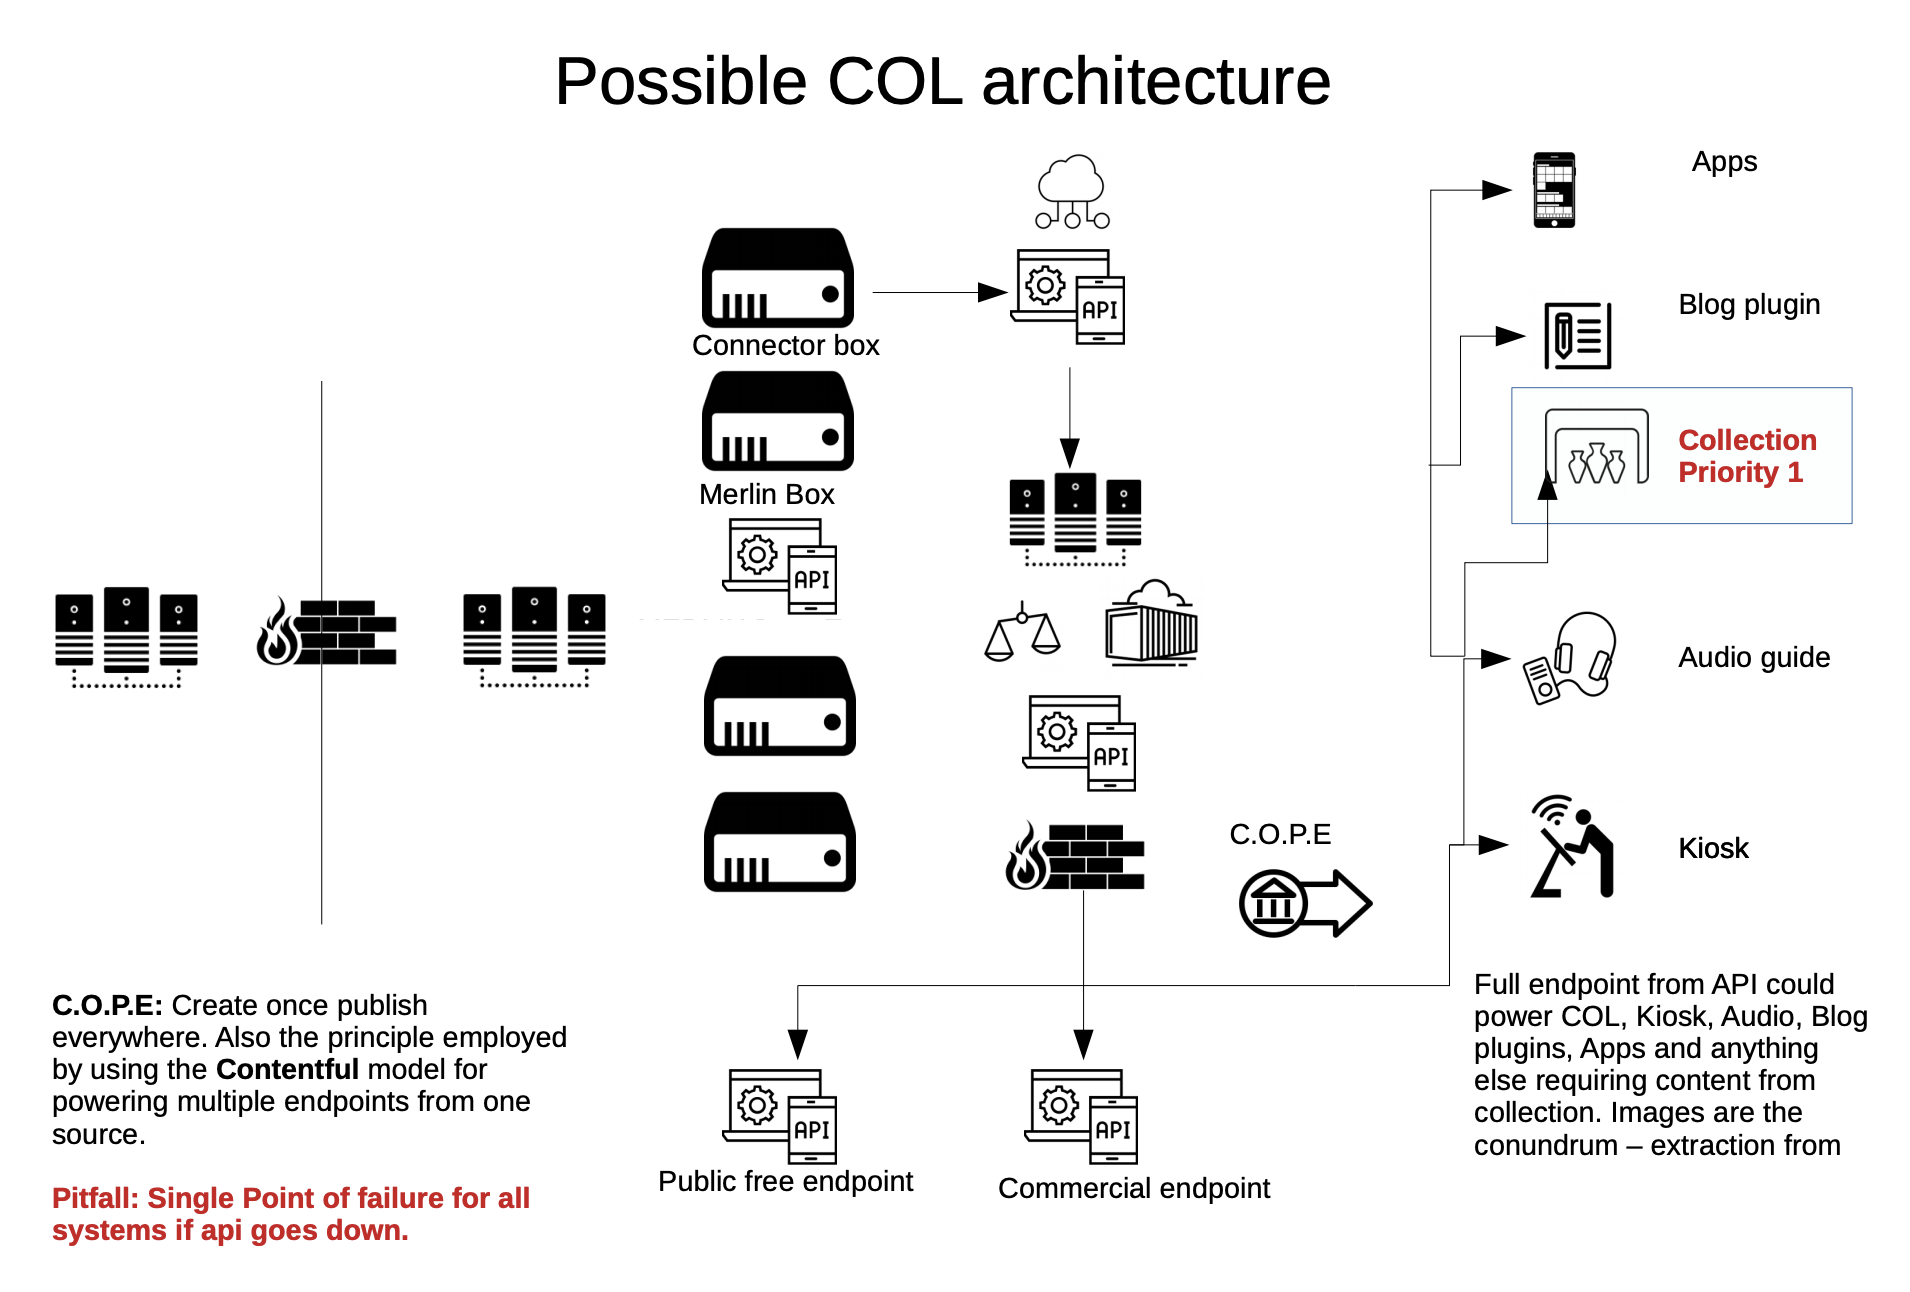 Possible COL architecture
Apps
Blog plugin
API
Connector box
Collection
Priority 1
Merlin Box
API
Audio guide
API
C.O.P.E
Kiosk
C.O.P.E: Create once publish
everywhere. Also the principle employed
by using the Contentful model for
powering multiple endpoints from one
source.
Pitfall: Single Point of failure for all
systems if api goes down.
API
Public free endpoint
API
Commercial endpoint
Full endpoint from API could
power COL, Kiosk, Audio, Blog
plugins, Apps and anything
else requiring content from
collection. Images are the
conundrum – extraction from